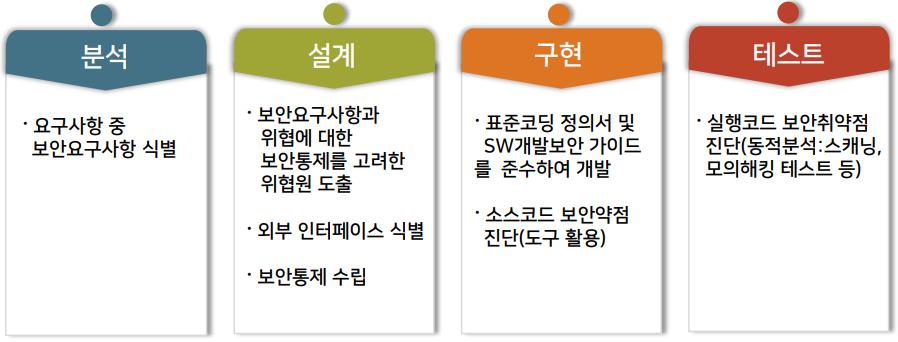 분석
· 요구사항 중
보안요구사항 식별
설계
· 보안요구사항과
위협에 대한
보안통제를 고려한
위협원 도출
· 외부 인터페이스 식별
· 보안통제 수립
구현
· 표준코딩 정의서 및
SW개발보안 가이드
를 준수하여 개발
· 소스코드 보안약점
진단(도구 활용)
테스트
· 실행코드 보안취약점
진단(동적분석:스캐닝,
모의해킹 테스트 등)